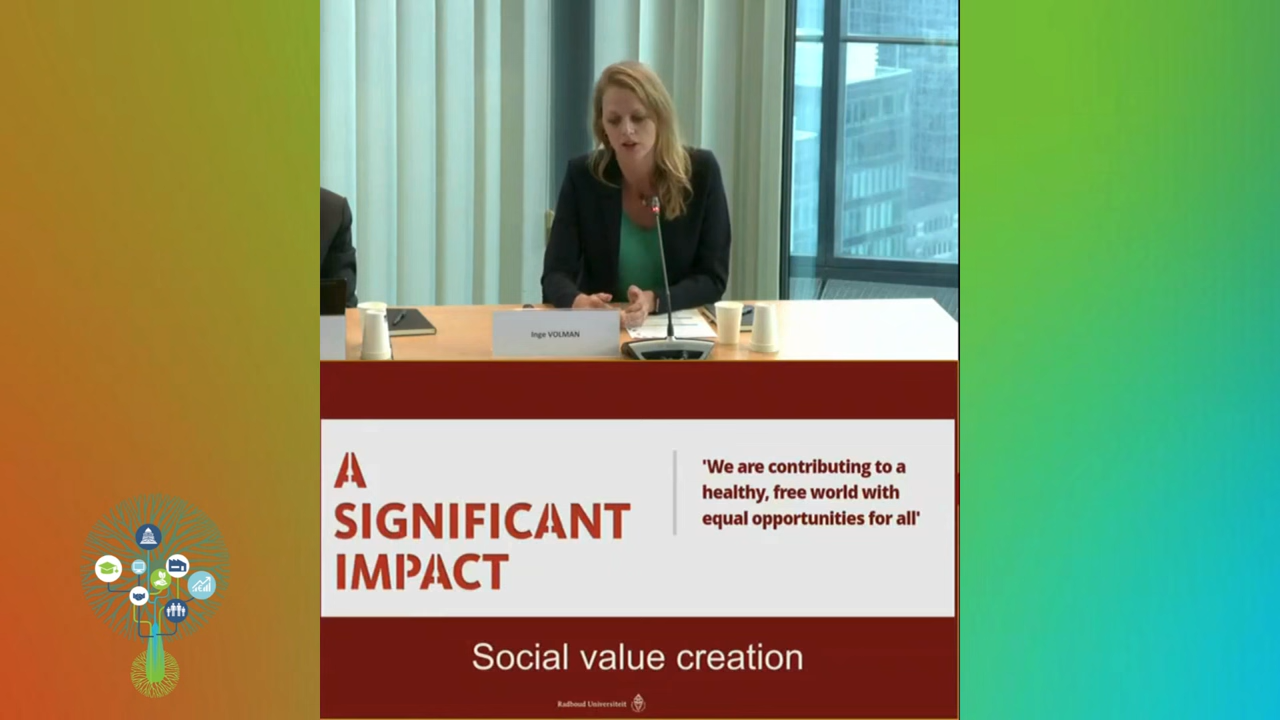 Inge VOLMAN
A
SIGNIFICANT
IMPACT
'We are contributing to a
healthy, free world with
equal opportunities for all'
Social value creation
Radboud Universiteit